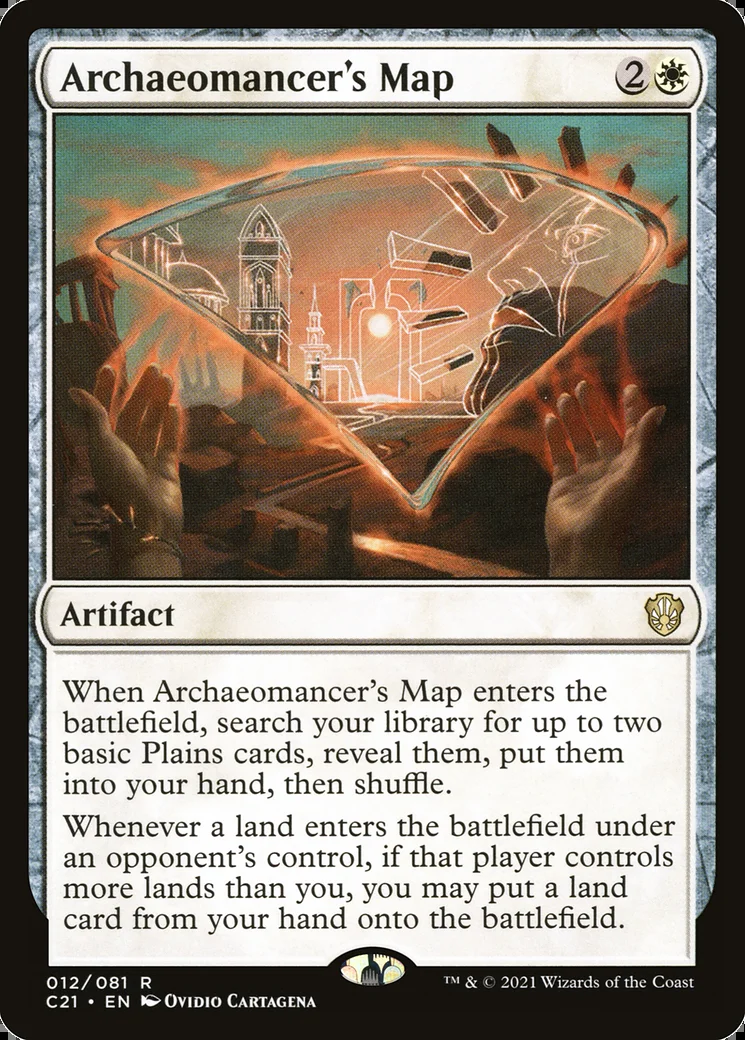 Archaeomancer's Map 2
Artifact
When Archaeomancer's Map enters the
battlefield, search your library for up to two
basic Plains cards, reveal them, put them
into your hand, then shuffle.
Whenever a land enters the battlefield under
an opponent's control, if that player controls
more lands than you, you may put a land
card from your hand onto the battlefield.
012/081 R
™ & © 2021 Wizards of the Coast
C21 • EN Ovidio Cartagena